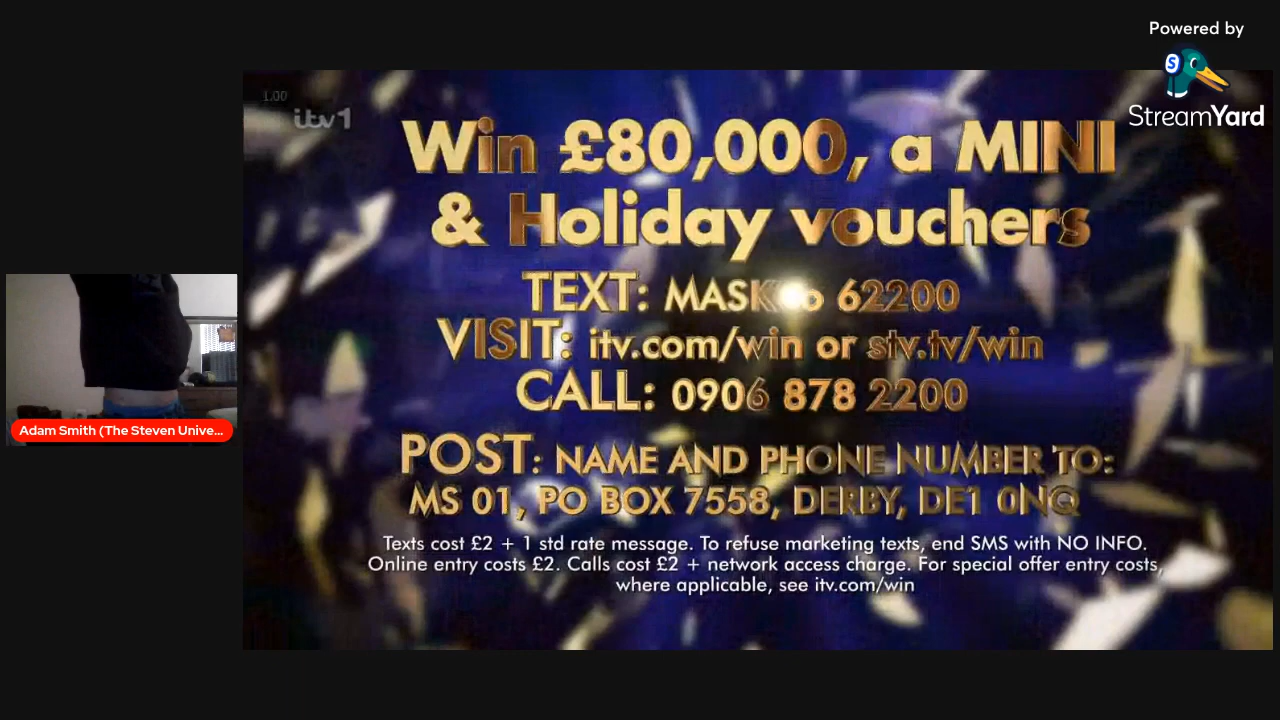 Powered by
StreamYard
1.00
itv1
Win £80,000, a MINI
& Holiday vouchers
TEXT: MASK to 62200
VISIT: itv.com/win or stv.tv/win
CALL: 0906 878 2200
POST: NAME AND PHONE NUMBER TO:
MS 01, PO BOX 7558, DERBY, DE1 0NQ
Texts cost £2 + 1 std rate message. To refuse marketing texts, end SMS with NO INFO.
Online entry costs £2. Calls cost £2 + network access charge. For special offer entry costs,
where applicable, see itv.com/win
Adam Smith (The Steven Unive...